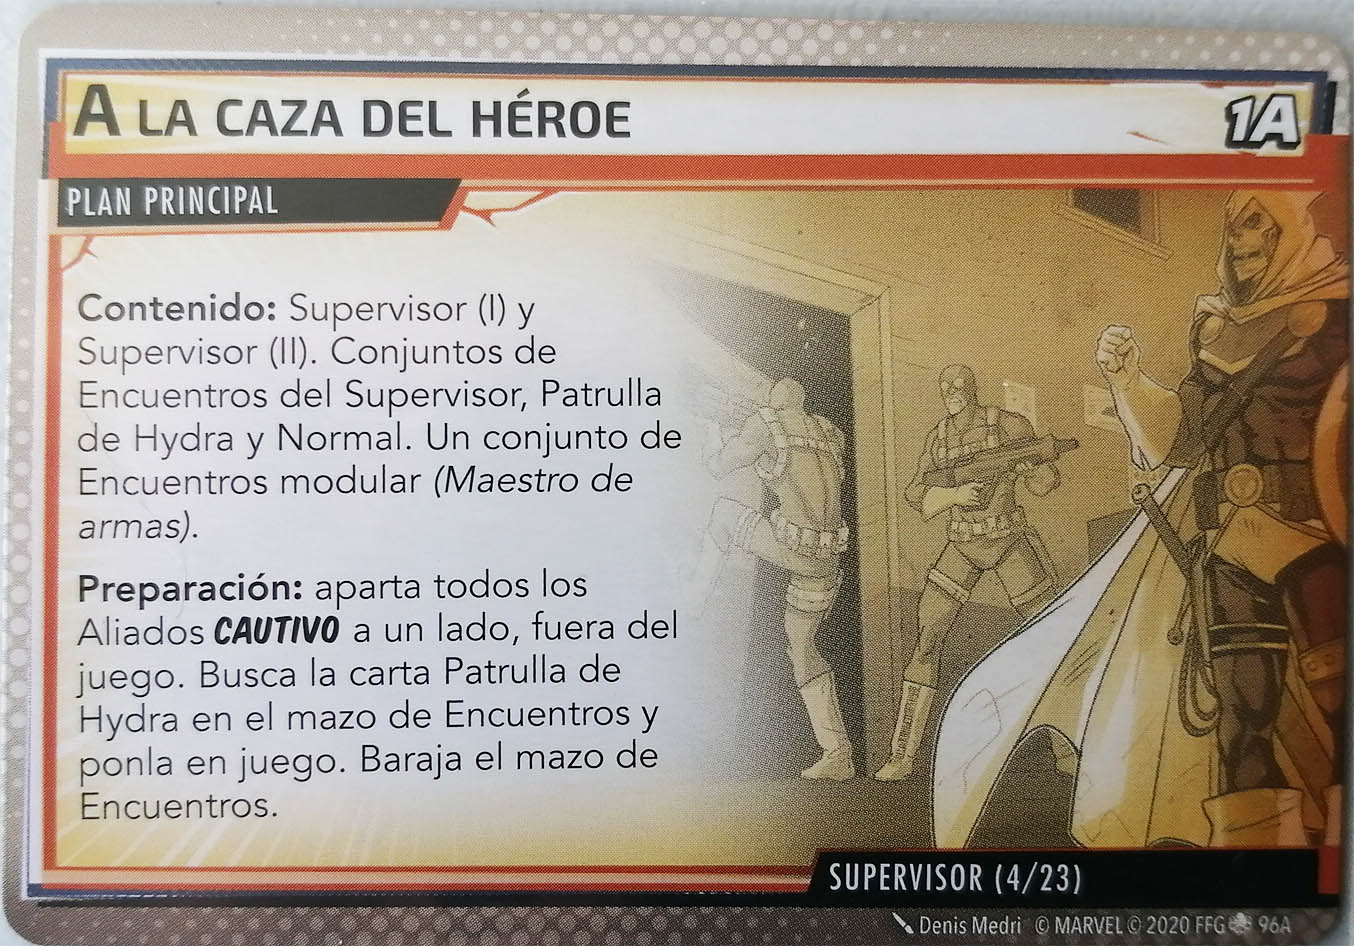 A LA CAZA DEL HÉROE
1A
PLAN PRINCIPAL
Contenido: Supervisor (I) y
Supervisor (II). Conjuntos de
Encuentros del Supervisor, Patrulla
de Hydra y Normal. Un conjunto de
Encuentros modular (Maestro de
armas).
Preparación: aparta todos los
Aliados CAUTIVO a un lado, fuera del
juego. Busca la carta Patrulla de
Hydra en el mazo de Encuentros y
ponla en juego. Baraja el mazo de
Encuentros.
SUPERVISOR (4/23)
Denis Medri © MARVEL © 2020 FFG 96A